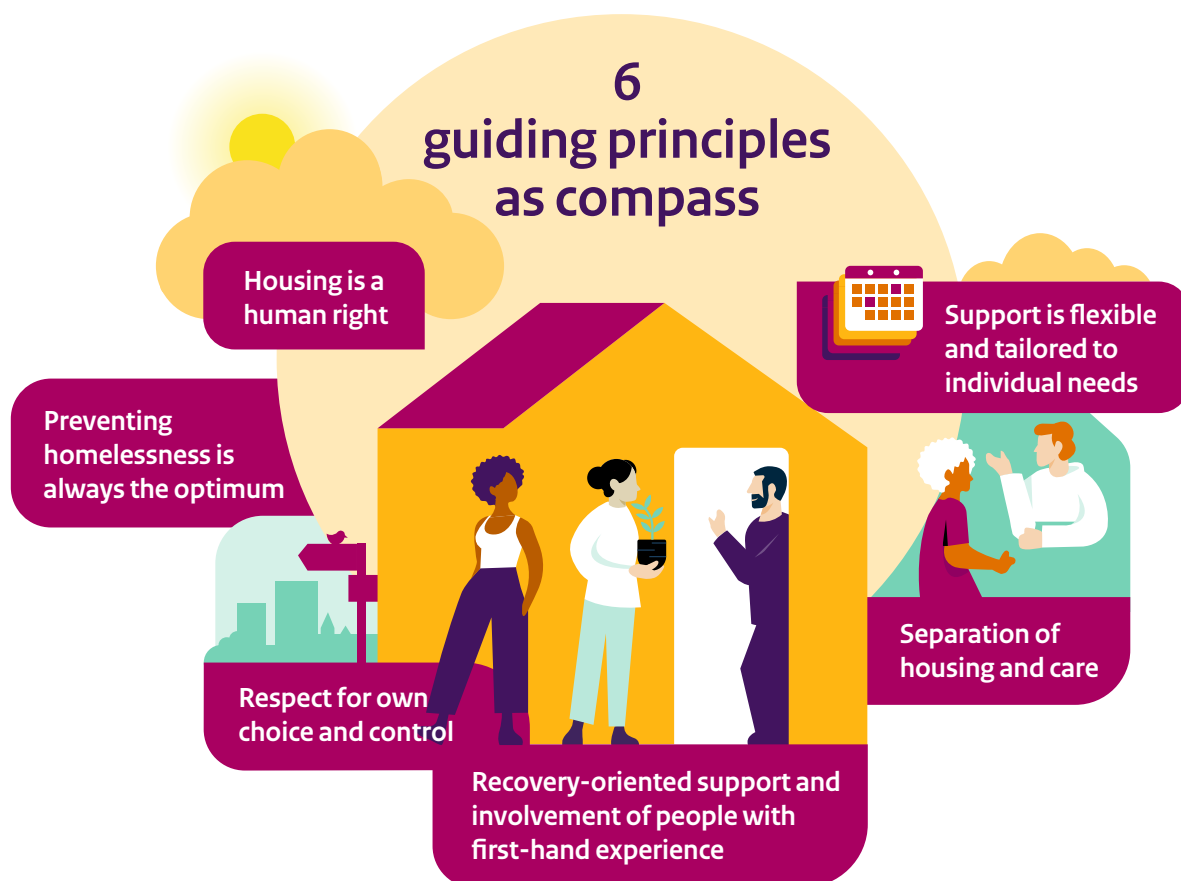 6
guiding principles
as compass
Housing is a
human right
Preventing
homelessness is
always the optimum
Respect for own
choice and control
Recovery-oriented support and
involvement of people with
first-hand experience
Separation of
housing and care
Support is flexible
and tailored to
individual needs